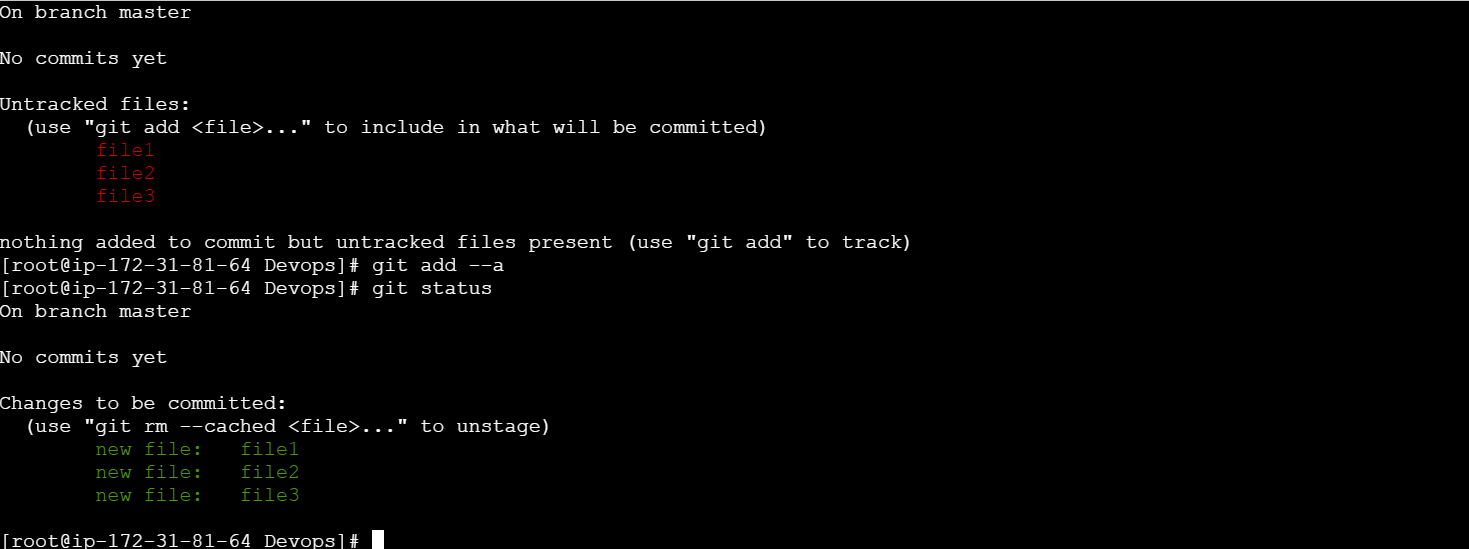 On branch master
No commits yet
Untracked files:
(use "git add <file>..." to include in what will be committed)
file1
file2
file3
nothing added to commit but untracked files present (use "git add" to track)
[root@ip-172-31-81-64 Devops]# git add --a
[root@ip-172-31-81-64 Devops]# git status
On branch master
No commits yet
Changes to be committed:
(use "git rm --cached <file>..." to unstage)
new file:   file1
new file:   file2
new file:   file3
[root@ip-172-31-81-64 Devops]#